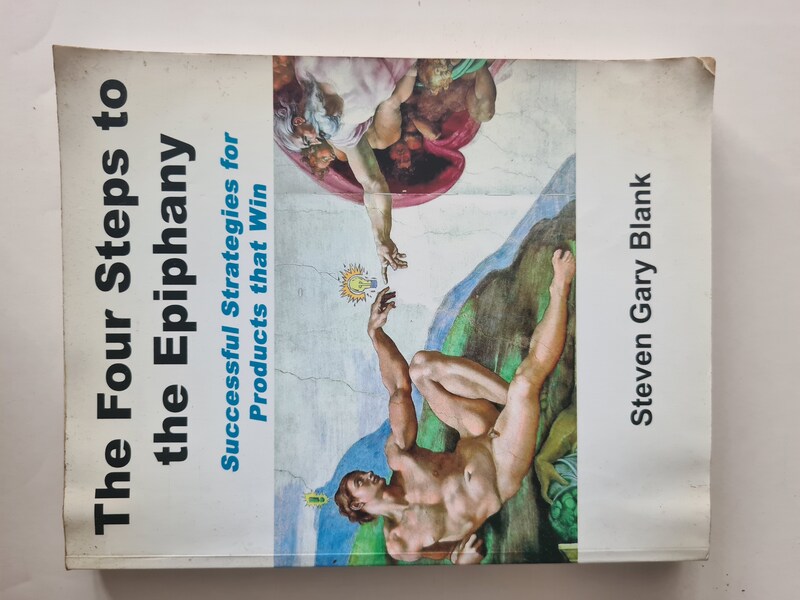 The Four Steps to
the Epiphany
Successful Strategies for
Products that Win
Steven Gary Blank